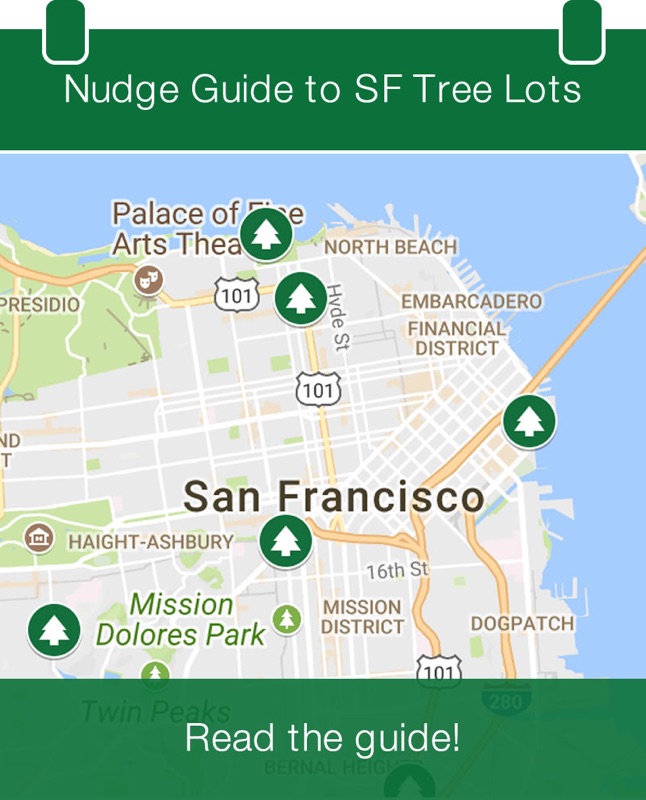 Nudge Guide to SF Tree Lots
Palace of Fine
Arts Thea
NORTH BEACH
PRESIDIO
101
Hyde St
EMBARCADERO
FINANCIAL
DISTRICT
101
ND
T
San Francisco
HAIGHT-ASHBURY
16th St
Mission
Dolores Park
MISSION
DISTRICT
DOGPATCH
101
280
Twin Peaks
Read the guide!
BERNAL HEIGHTS